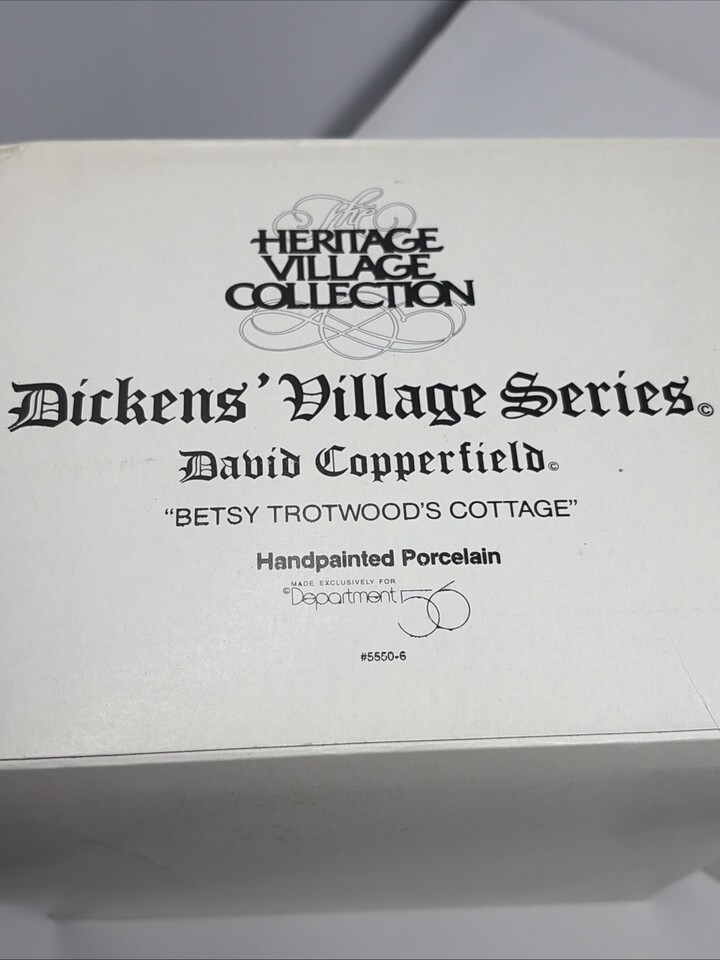 The
HERITAGE
VILLAGE
COLLECTION
Dickens' Village Series©
David Copperfield©
“BETSY TROTWOOD'S COTTAGE”
Handpainted Porcelain
MADE EXCLUSIVELY FOR
©Department 56
#5550-6